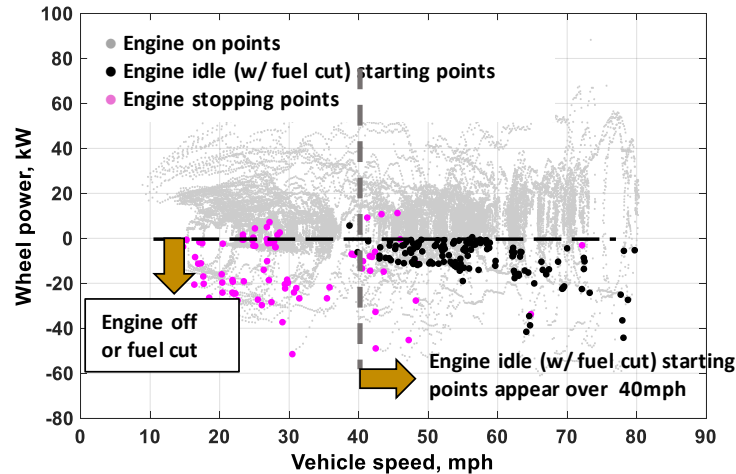 100
80
60
40
20
0
-20
-40
-60
-80
Wheel power, kW
Engine on points
Engine idle (w/ fuel cut) starting points
Engine stopping points
Engine off
or fuel cut
Engine idle (w/ fuel cut) starting
points appear over 40mph
0 10 20 30 40 50 60 70 80 90
Vehicle speed, mph